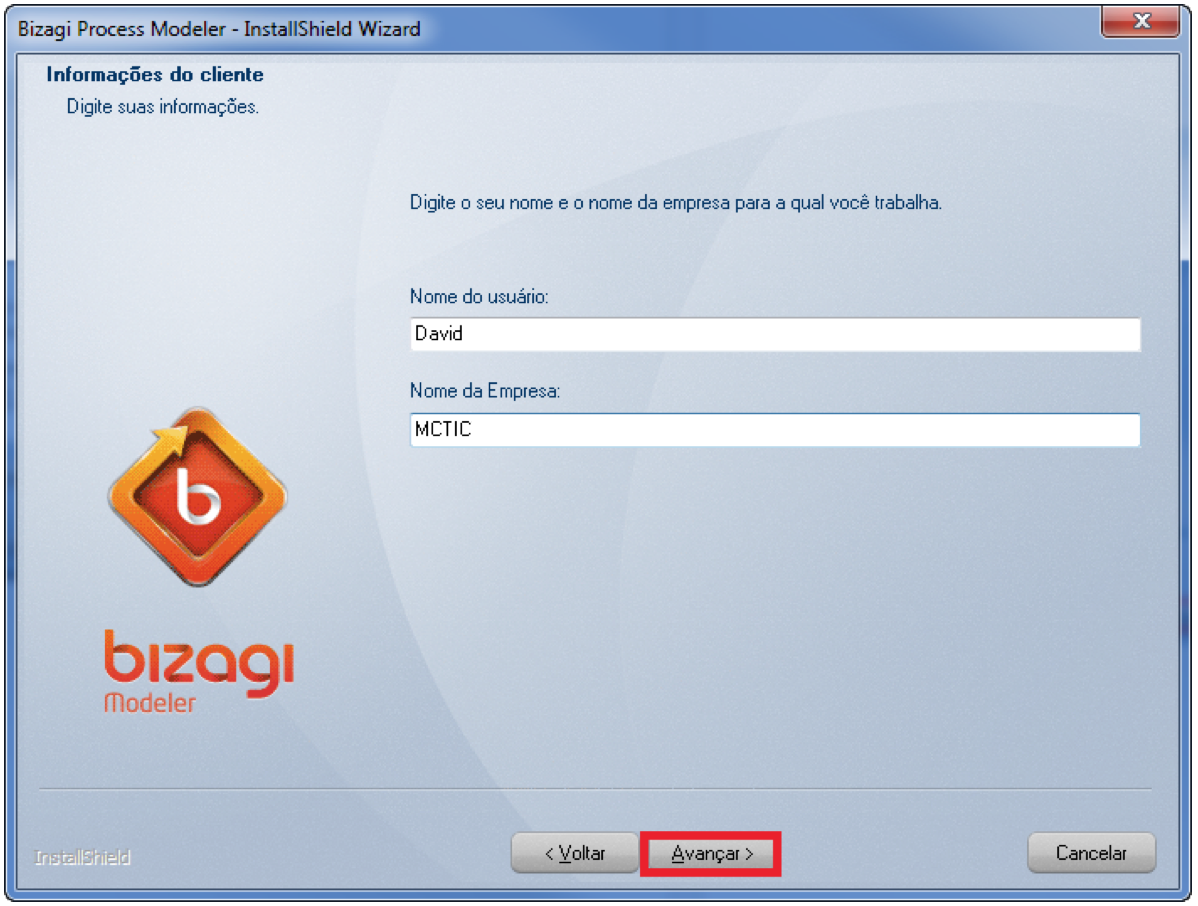 Bizagi Process Modeler - InstallShield Wizard
Informações do cliente
Digite suas informações.
Digite o seu nome e o nome da empresa para a qual você trabalha.
Nome do usuário:
David
Nome da Empresa:
MCTIC
b
bizagi
Modeler
InstallShield
< Voltar
Avançar >
Cancelar